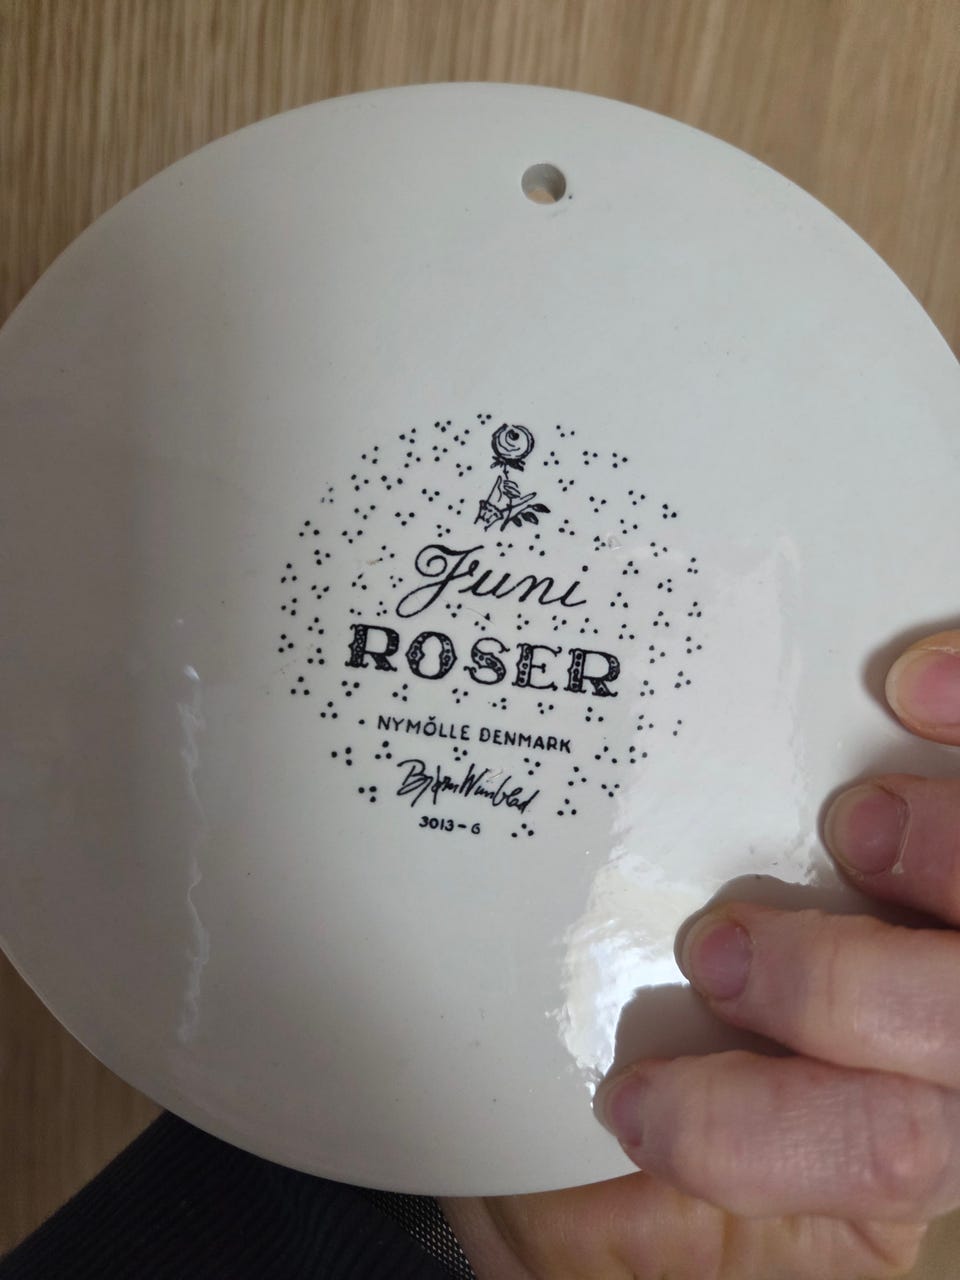 Juni
ROSER
NYMÖLLE DENMARK
Bjørn Wiinblad
3013-6